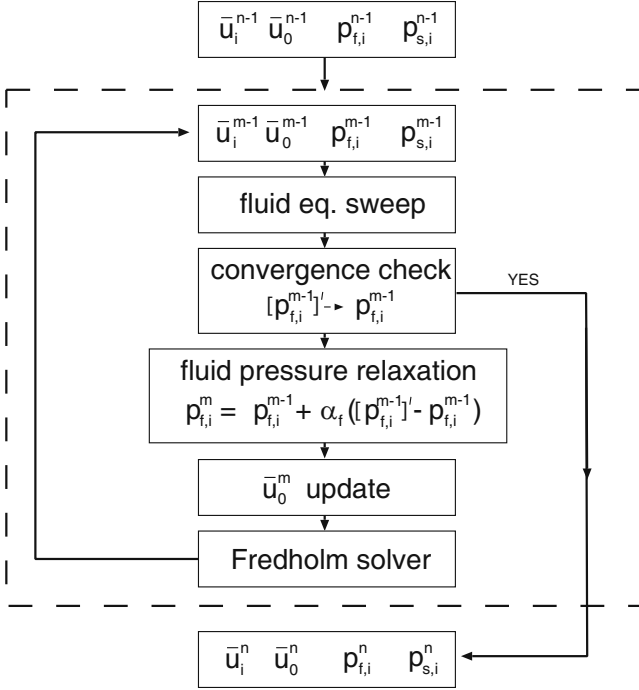 ū_i^{n-1} ū_0^{n-1} p_{f,i}^{n-1} p_{s,i}^{n-1}
ū_i^{m-1} ū_0^{m-1} p_{f,i}^{m-1} p_{s,i}^{m-1}
fluid eq. sweep
convergence check
[p_{f,i}^{m-1}]' → p_{f,i}^{m-1}
YES
fluid pressure relaxation
p_{f,i}^{m} = p_{f,i}^{m-1} + α_f ([p_{f,i}^{m-1}]' - p_{f,i}^{m-1})
ū_0^{m} update
Fredholm solver
ū_i^{n} ū_0^{n} p_{f,i}^{n} p_{s,i}^{n}